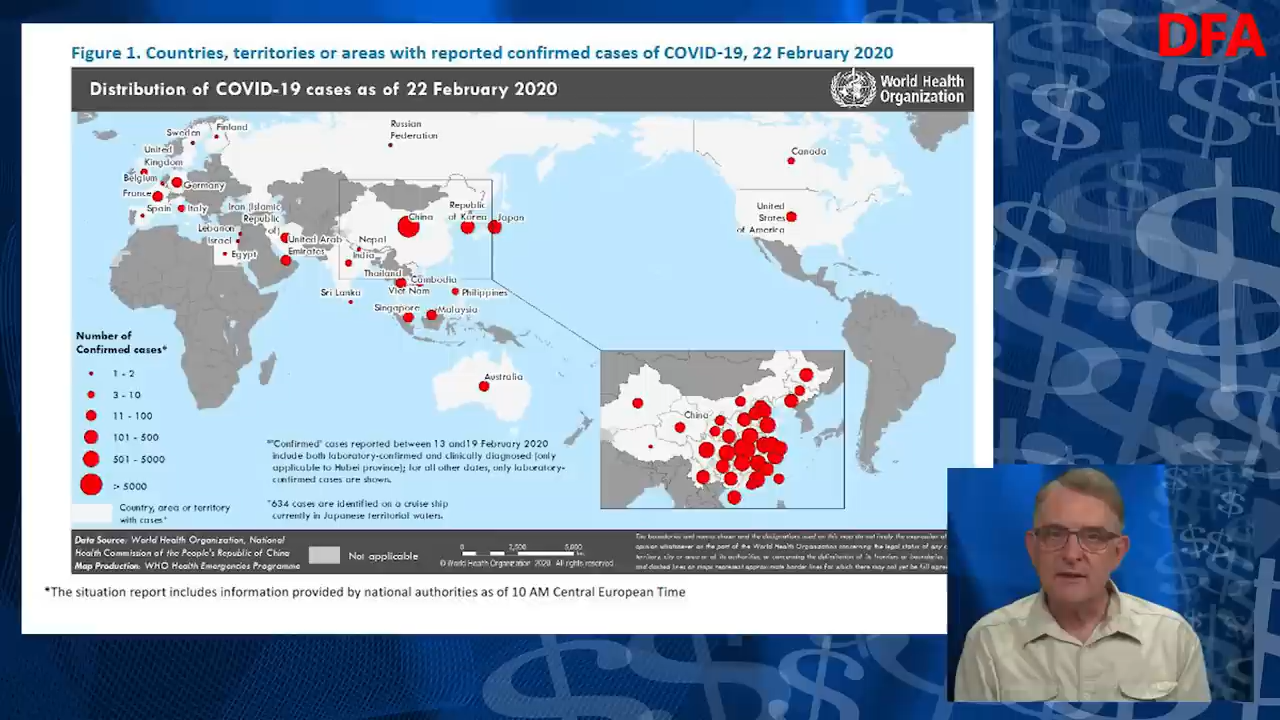 DFA
Figure 1. Countries, territories or areas with reported confirmed cases of COVID-19, 22 February 2020
Distribution of COVID-19 cases as of 22 February 2020
World Health
Organization
Finland
Sweden
Russian
Federation
United
Kingdom
Belgium
Germany
France
Spain
Italy
Iran (Islamic
Republic
of)
Lebanon
Israel
Egypt
United Arab
Emirates
China
Republic
of Korea
Japan
Nepal
India
Thailand
Cambodia
Viet Nam
Philippines
Sri Lanka
Singapore
Malaysia
Australia
Canada
United
States
of America
China
Number of
Confirmed cases*
1 - 2
3 - 10
11 - 100
101 - 500
501 - 5000
> 5000
Country, area or territory
with cases+
*"Confirmed" cases reported between 13 and19 February 2020
include both laboratory-confirmed and clinically diagnosed (only
applicable to Hubei province); for all other dates, only laboratory-
confirmed cases are shown.
+634 cases are identified on a cruise ship
currently in Japanese territorial waters.
Data Source: World Health Organization, National
Health Commission of the People's Republic of China
Map Production: WHO Health Emergencies Programme
Not applicable
0 2,500 5,000
© World Health Organization 2020. All rights reserved.
*The situation report includes information provided by national authorities as of 10 AM Central European Time